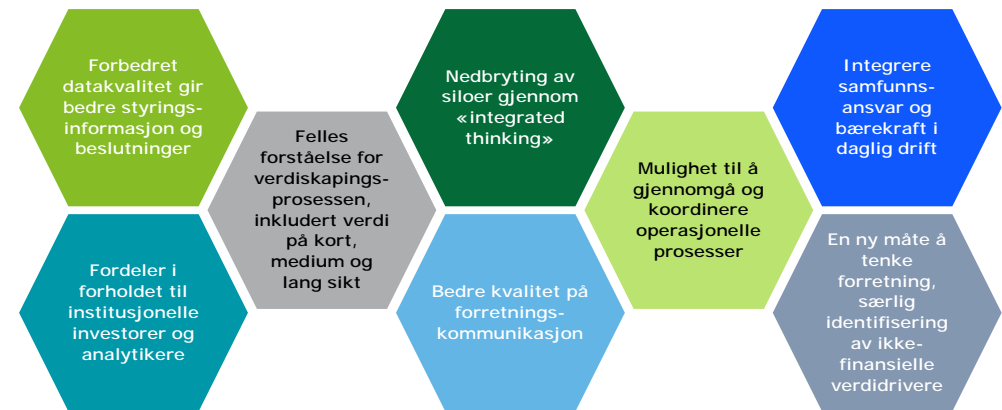 Forbedret
datakvalitet gir
bedre styrings-
informasjon og
beslutninger
Fordeler i
forholdet til
institusjonelle
investorer og
analytikere
Felles
forståelse for
verdiskapings-
prosessen,
inkludert verdi
på kort,
medium og
lang sikt
Nedbryting av
siloer gjennom
«integrated
thinking»
Bedre kvalitet på
forretnings-
kommunikasjon
Mulighet til å
gjennomgå og
koordinere
operasjonelle
prosesser
Integrere
samfunns-
ansvar og
bærekraft i
daglig drift
En ny måte å
tenke
forretning,
særlig
identifisering
av ikke-
finansielle
verdidrivere